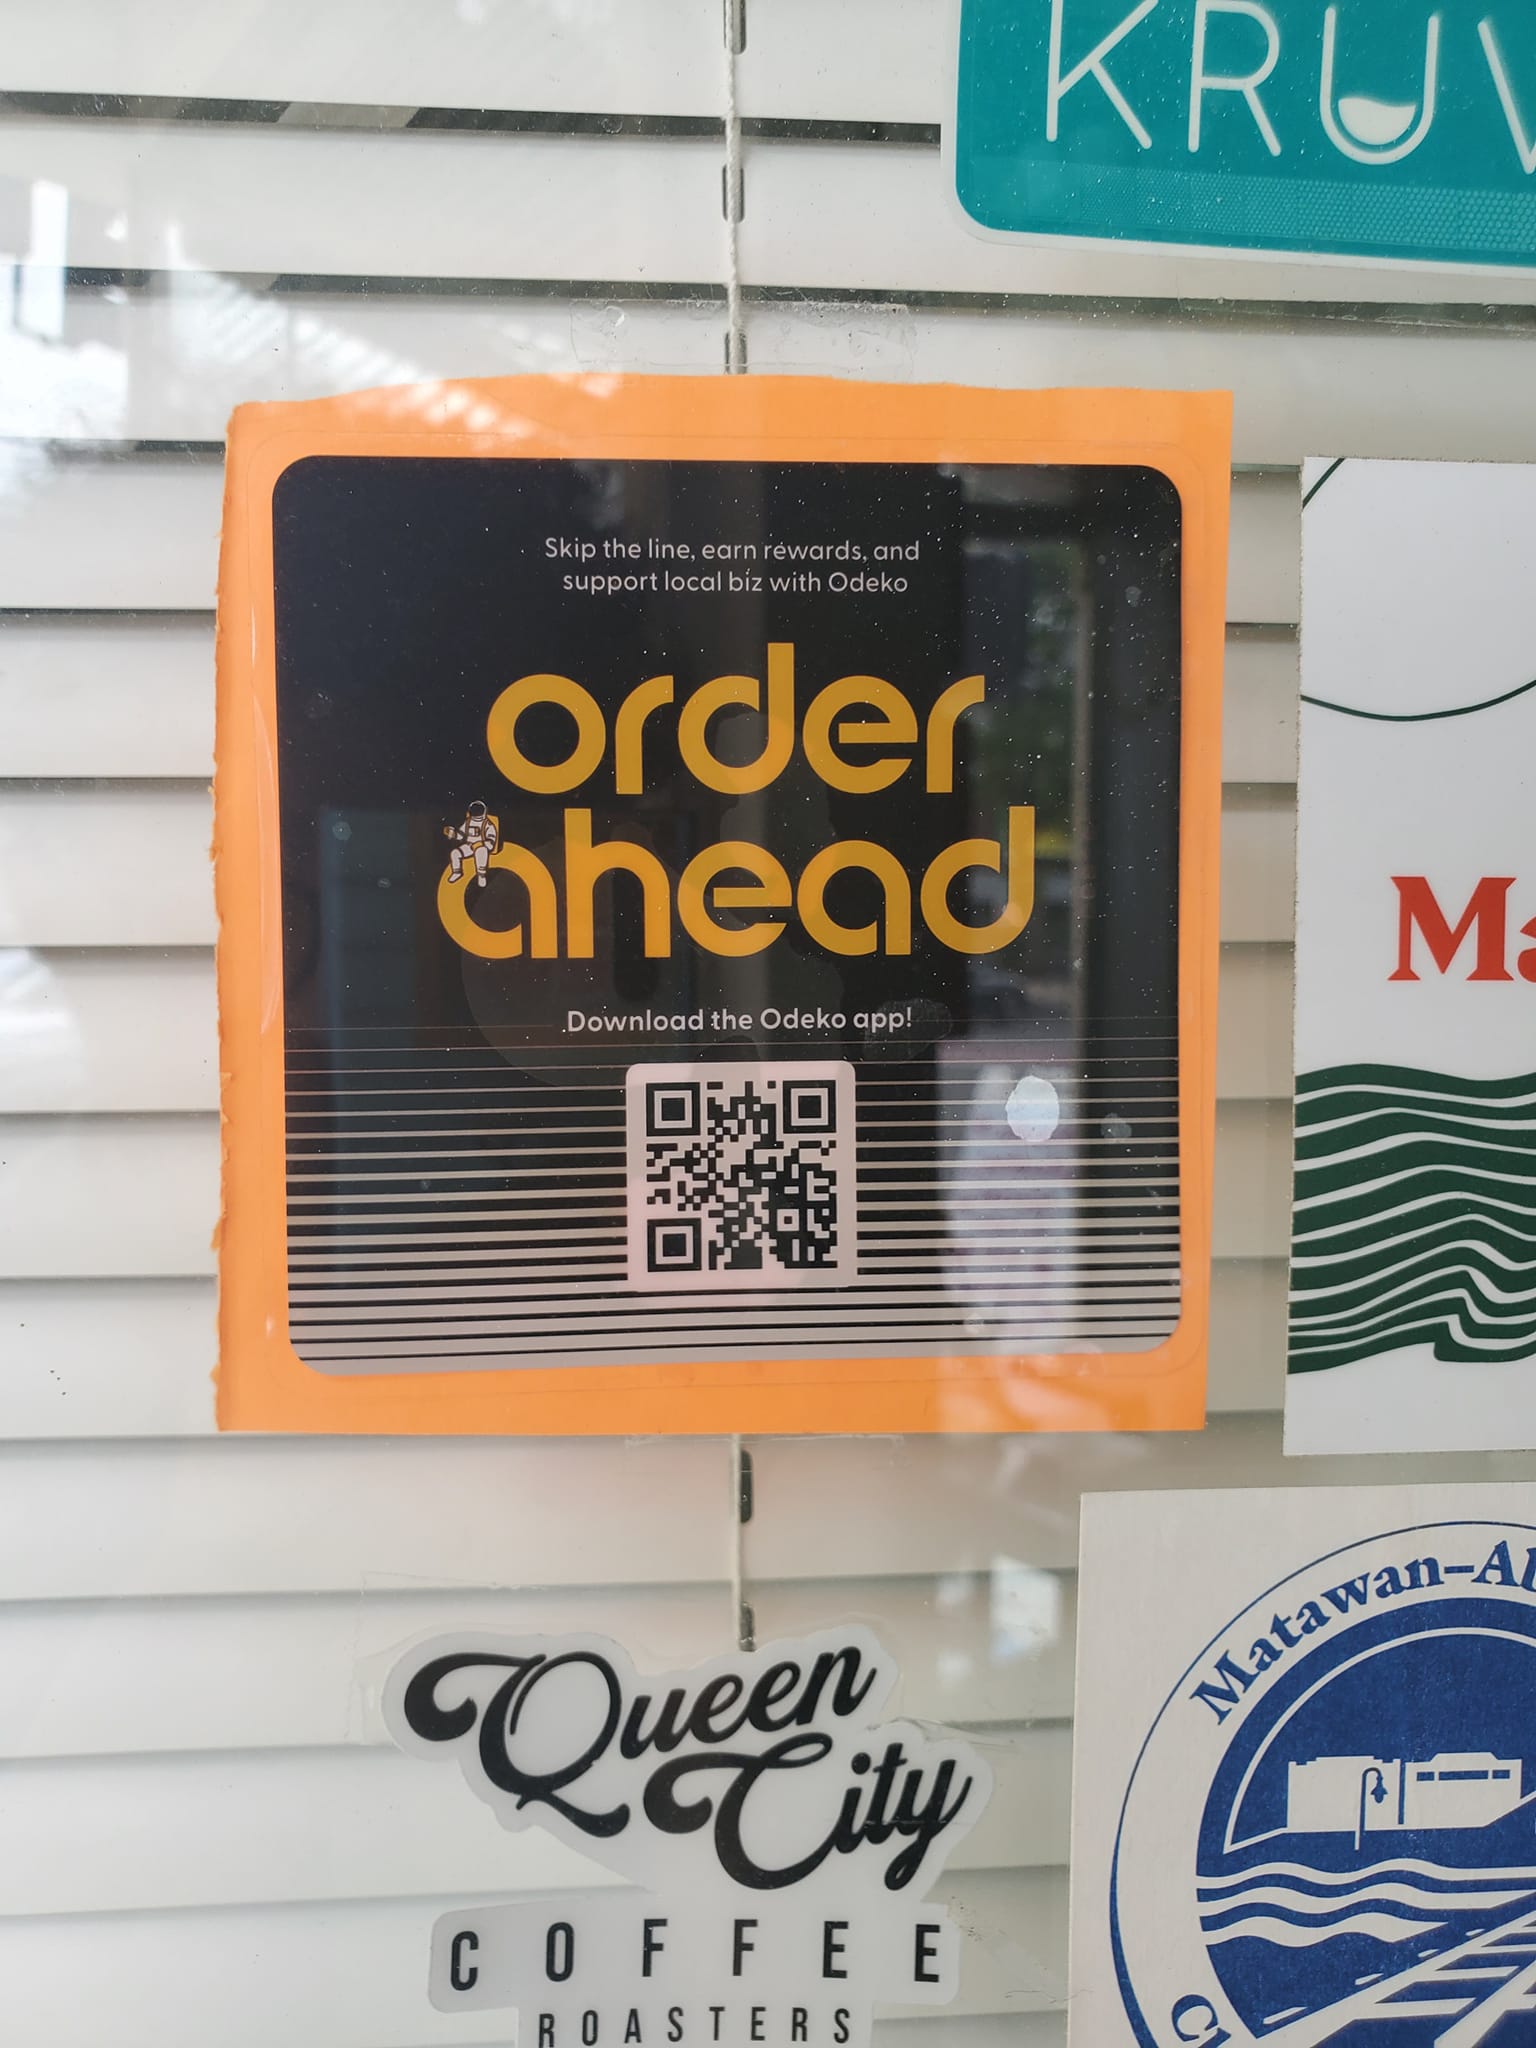 KRUV
Skip the line, earn rewards, and
support local biz with Odeko
order
ahead
Download the Odeko app!
Ma
Queen
City
COFFEE
ROASTERS
Matawan-A